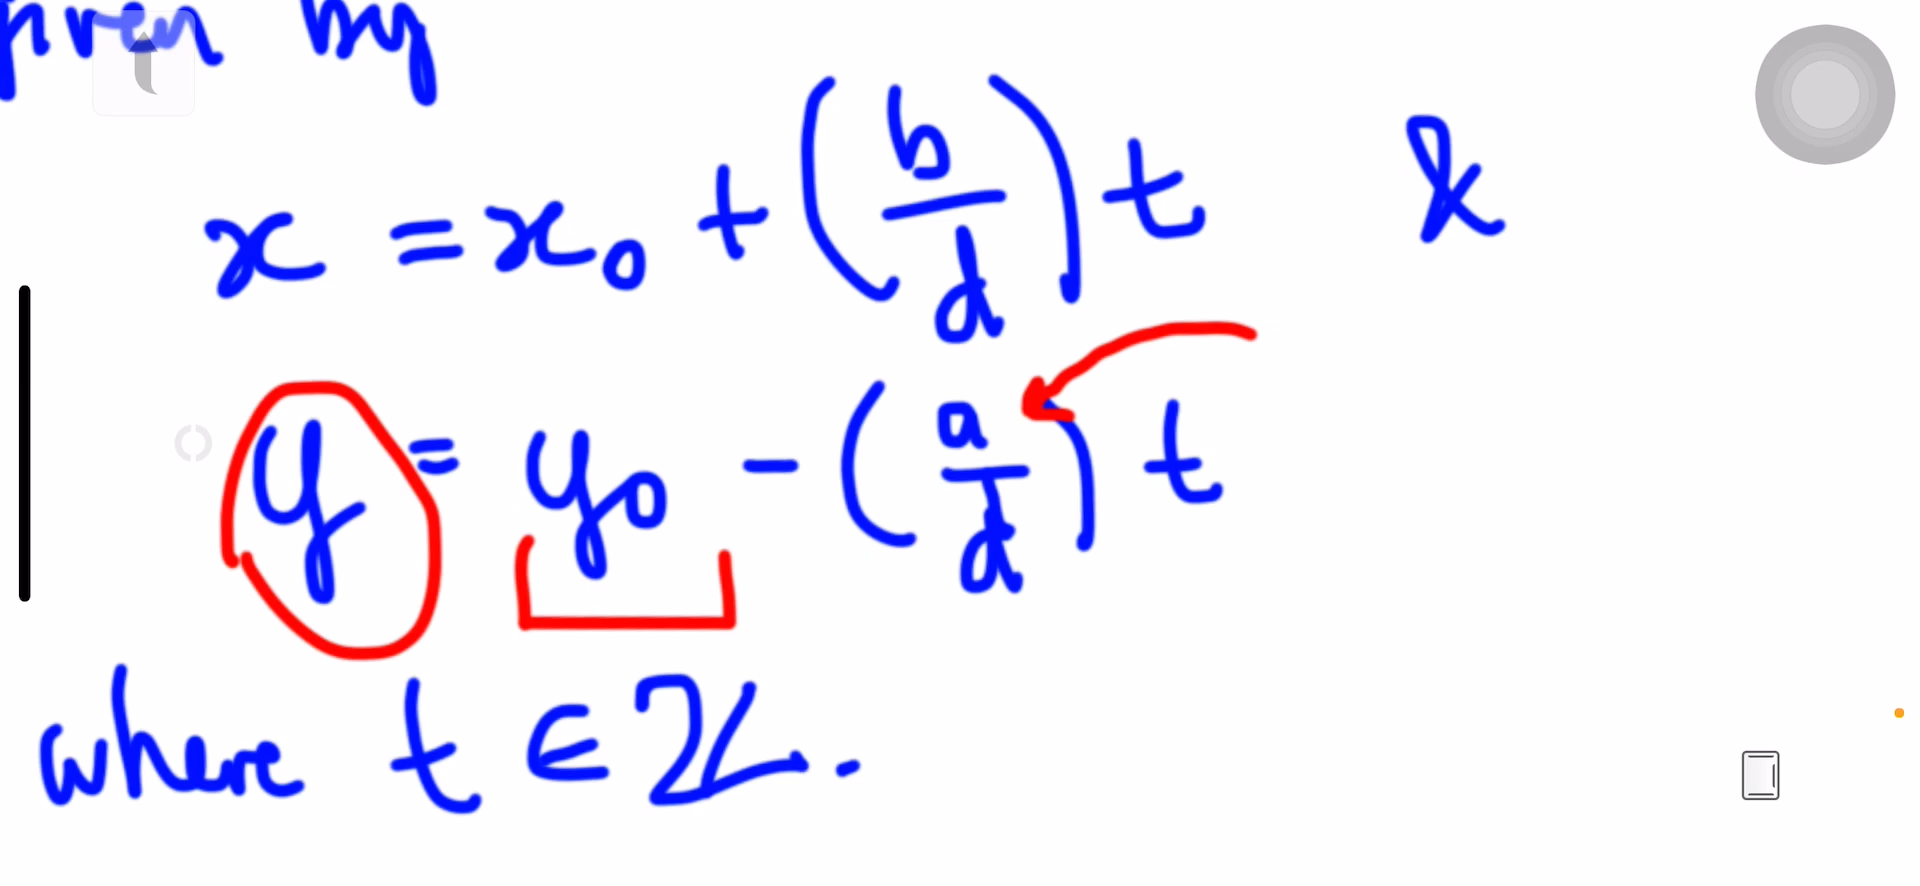 given by
x = x₀ + (b/d) t &
y = y₀ - (a/d) t
where t ∈ ℤ.